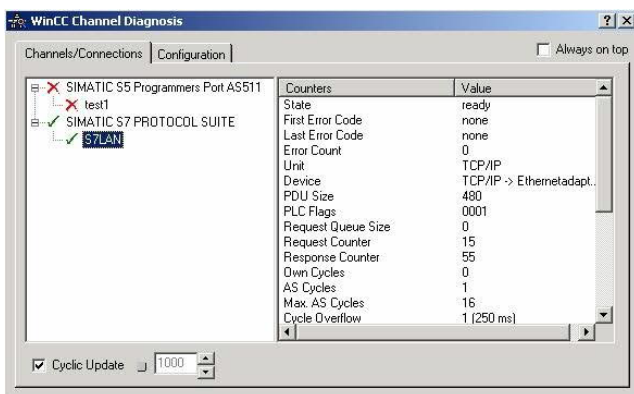 WinCC Channel Diagnosis
Channels/Connections Configuration Always on top
SIMATIC S5 Programmers Port AS511
test1
SIMATIC S7 PROTOCOL SUITE
S7LAN
Counters Value
State ready
First Error Code none
Last Error Code none
Error Count 0
Unit TCP/IP
Device TCP/IP -> Ethernetadapt..
PDU Size 480
PLC Flags 0001
Request Queue Size 0
Request Counter 15
Response Counter 55
Own Cycles 0
AS Cycles 1
Max. AS Cycles 16
Cycle Overflow 1 (250 ms)
Cyclic Update 1000